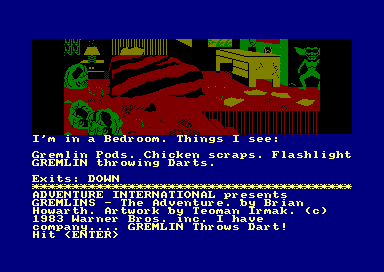 I'm in a Bedroom. Things I see:
Gremlin Pods. Chicken scraps. Flashlight
GREMLIN throwing Darts.
Exits: DOWN
****************************************
ADVENTURE INTERNATIONAL presents
GREMLINS - The Adventure. by Brian
Howarth. Artwork by Teoman Irmak. (c)
1983 Warner Bros. inc. I have
company.... GREMLIN Throws Dart!
Hit <ENTER>